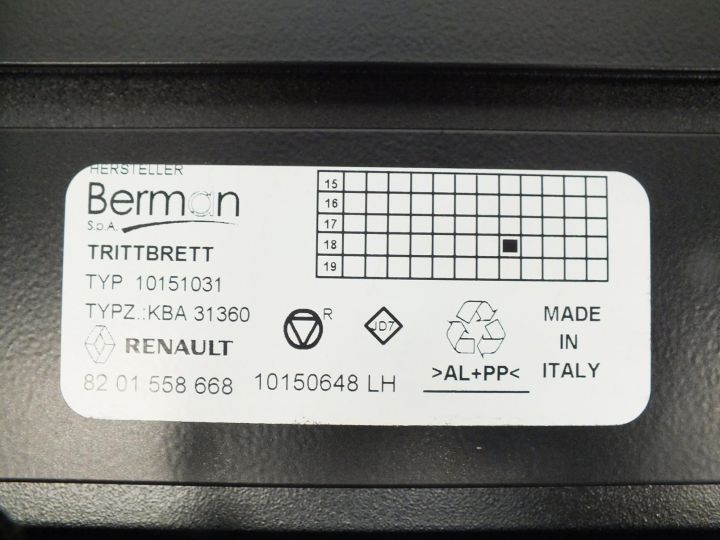 HERSTELLER
Berman
S.p.A.
TRITTBRETT
TYP 10151031
TYPZ.:KBA 31360
RENAULT
82 01 558 668
15
16
17
18
19
R
JD7
10150648 LH
>AL+PP<
MADE
IN
ITALY